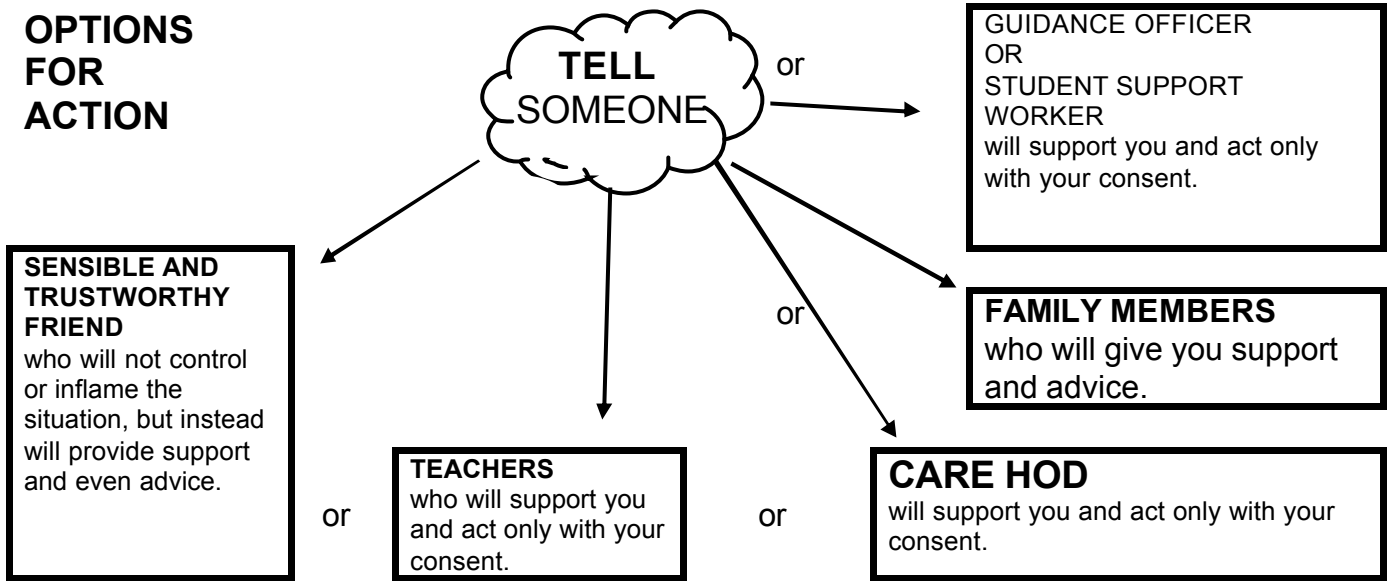 OPTIONS
FOR
ACTION
TELL
SOMEONE
or
GUIDANCE OFFICER
OR
STUDENT SUPPORT
WORKER
will support you and act only
with your consent.
SENSIBLE AND
TRUSTWORTHY
FRIEND
who will not control
or inflame the
situation, but instead
will provide support
and even advice.
or
FAMILY MEMBERS
who will give you support
and advice.
or
TEACHERS
who will support you
and act only with your
consent.
or
CARE HOD
will support you and act only with your
consent.